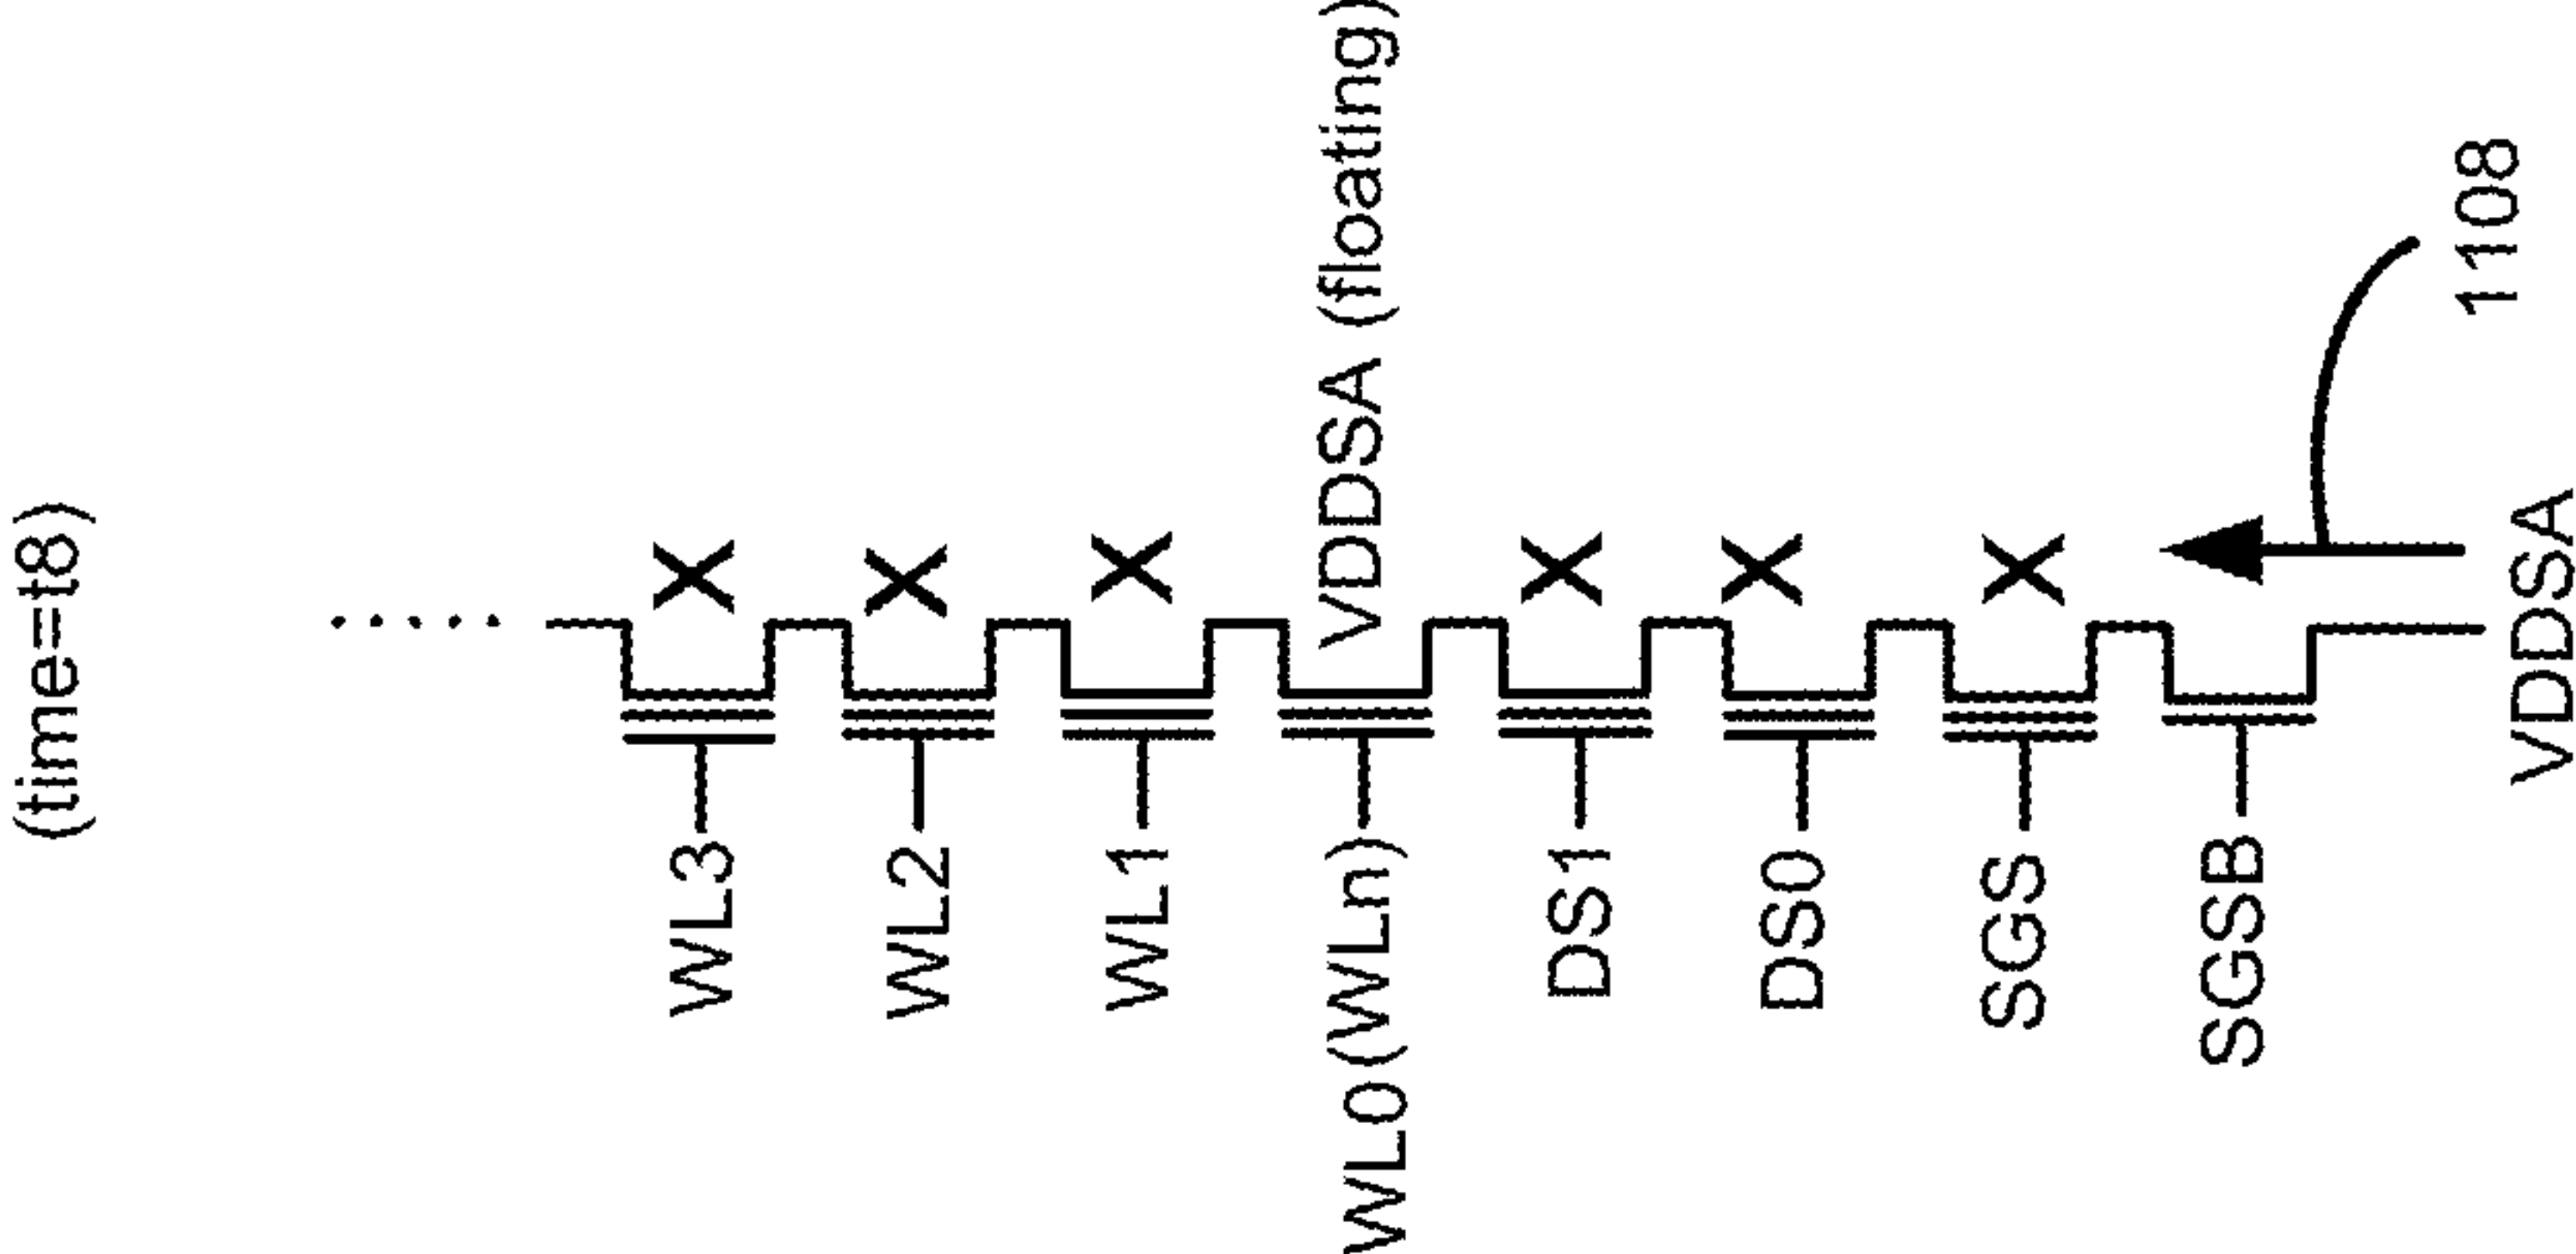 (time=t8)
X
WL3
X
WL2
X
WL1
VDDSA (floating)
WL0(WLn)
X
DS1
X
DS0
X
SGS
SGSB
1108
VDDSA